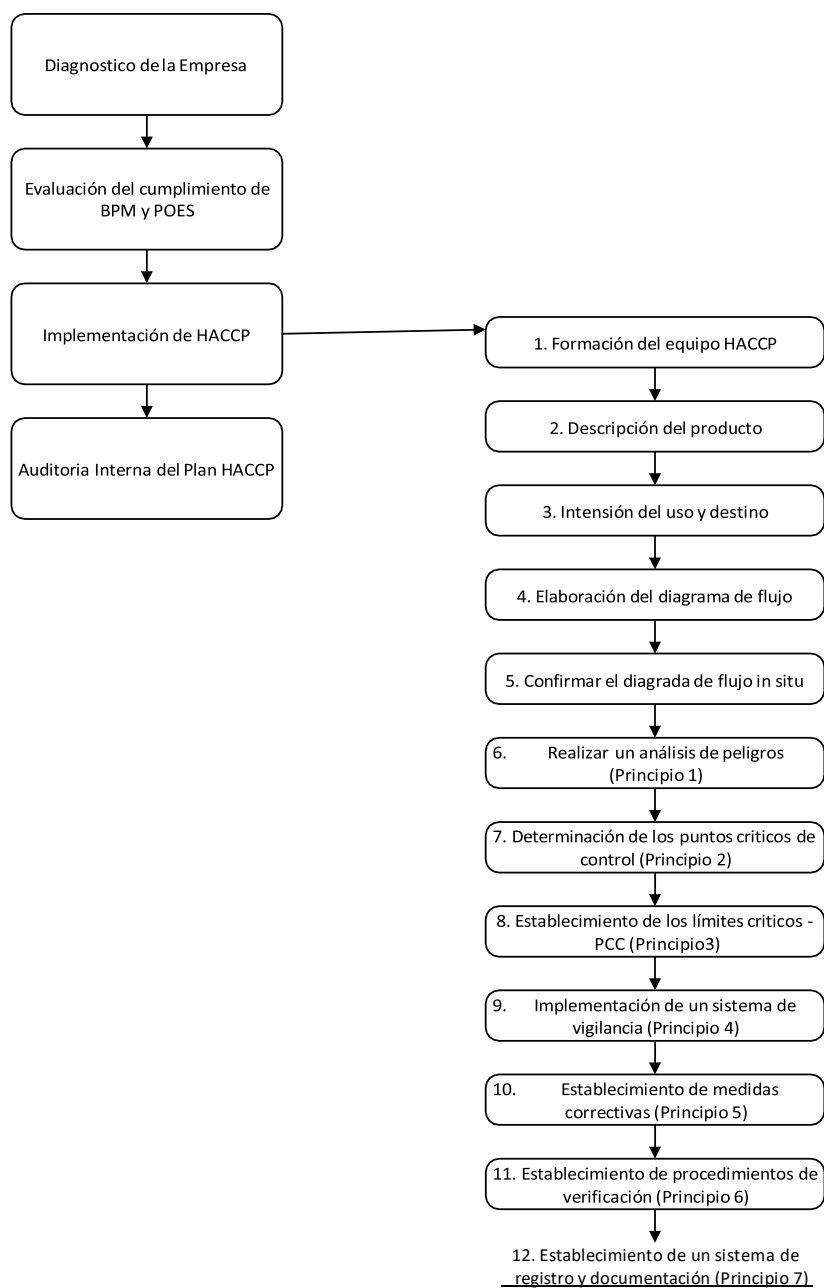 Diagnostico de la Empresa
Evaluación del cumplimiento de
BPM y POES
Implementación de HACCP
Auditoria Interna del Plan HACCP
1. Formación del equipo HACCP
2. Descripción del producto
3. Intensión del uso y destino
4. Elaboración del diagrama de flujo
5. Confirmar el diagrada de flujo in situ
6. Realizar un análisis de peligros
(Principio 1)
7. Determinación de los puntos criticos de
control (Principio 2)
8. Establecimiento de los límites criticos -
PCC (Principio3)
9. Implementación de un sistema de
vigilancia (Principio 4)
10. Establecimiento de medidas
correctivas (Principio 5)
11. Establecimiento de procedimientos de
verificación (Principio 6)
12. Establecimiento de un sistema de
registro y documentación (Principio 7)